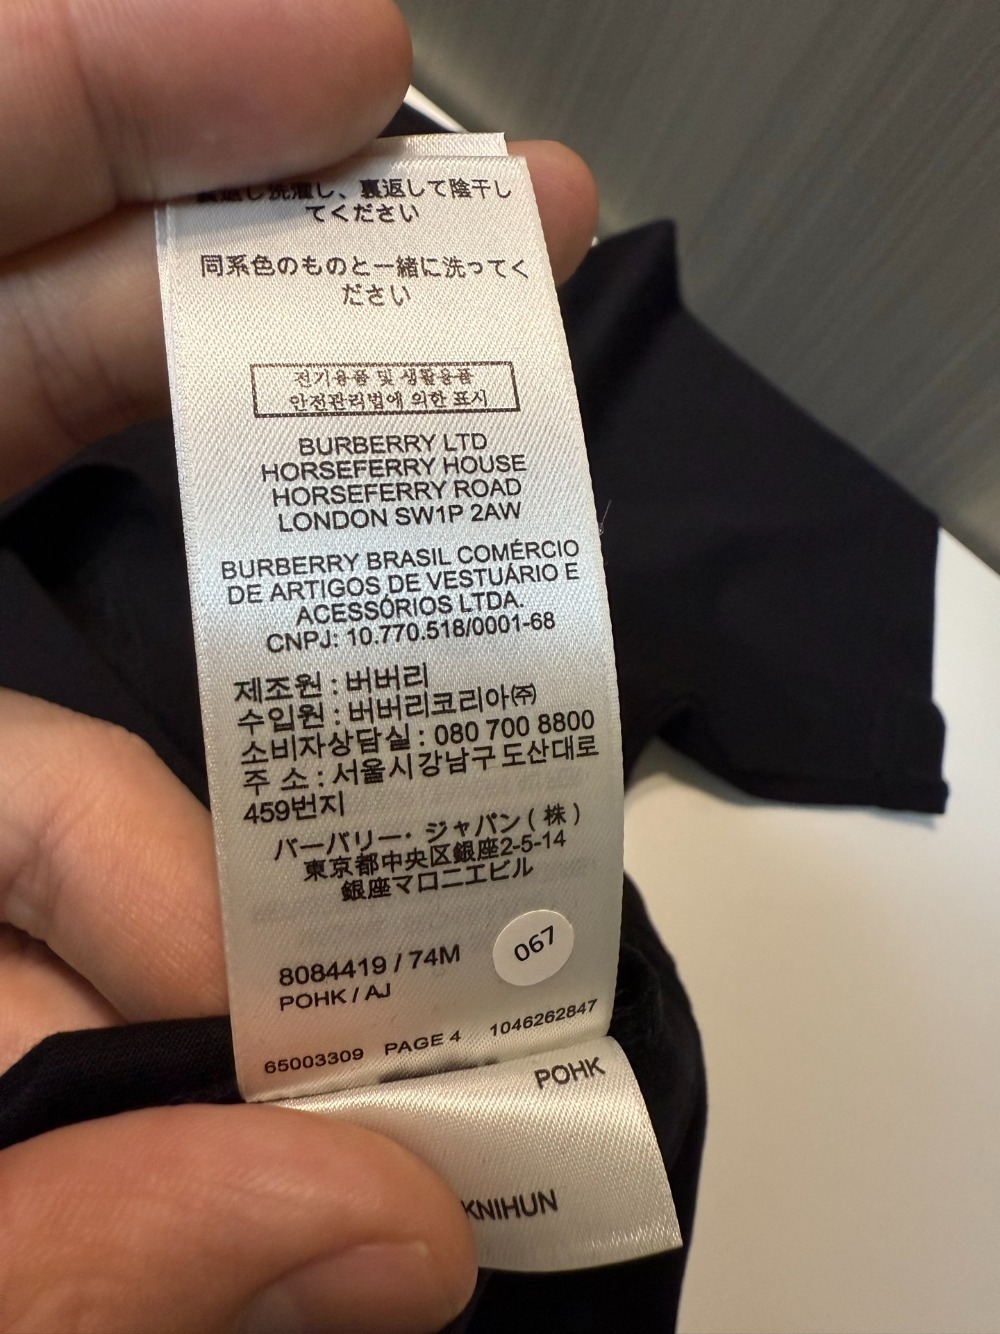 裏返し洗濯し、裏返して陰干し
てください
同系色のものと一緒に洗ってく
ださい
전기용품 및 생활용품
안전관리법에 의한 표시
BURBERRY LTD
HORSEFERRY HOUSE
HORSEFERRY ROAD
LONDON SW1P 2AW
BURBERRY BRASIL COMÉRCIO
DE ARTIGOS DE VESTUÁRIO E
ACESSÓRIOS LTDA.
CNPJ: 10.770.518/0001-68
제조원 : 버버리
수입원 : 버버리코리아㈜
소비자상담실 : 080 700 8800
주 소 : 서울시강남구도산대로
459번지
バーバリー・ジャパン ( 株 )
東京都中央区銀座2-5-14
銀座マロニエビル
067
8084419 / 74M
POHK / AJ
65003309 PAGE 4 1046262847
POHK
KNIHUN